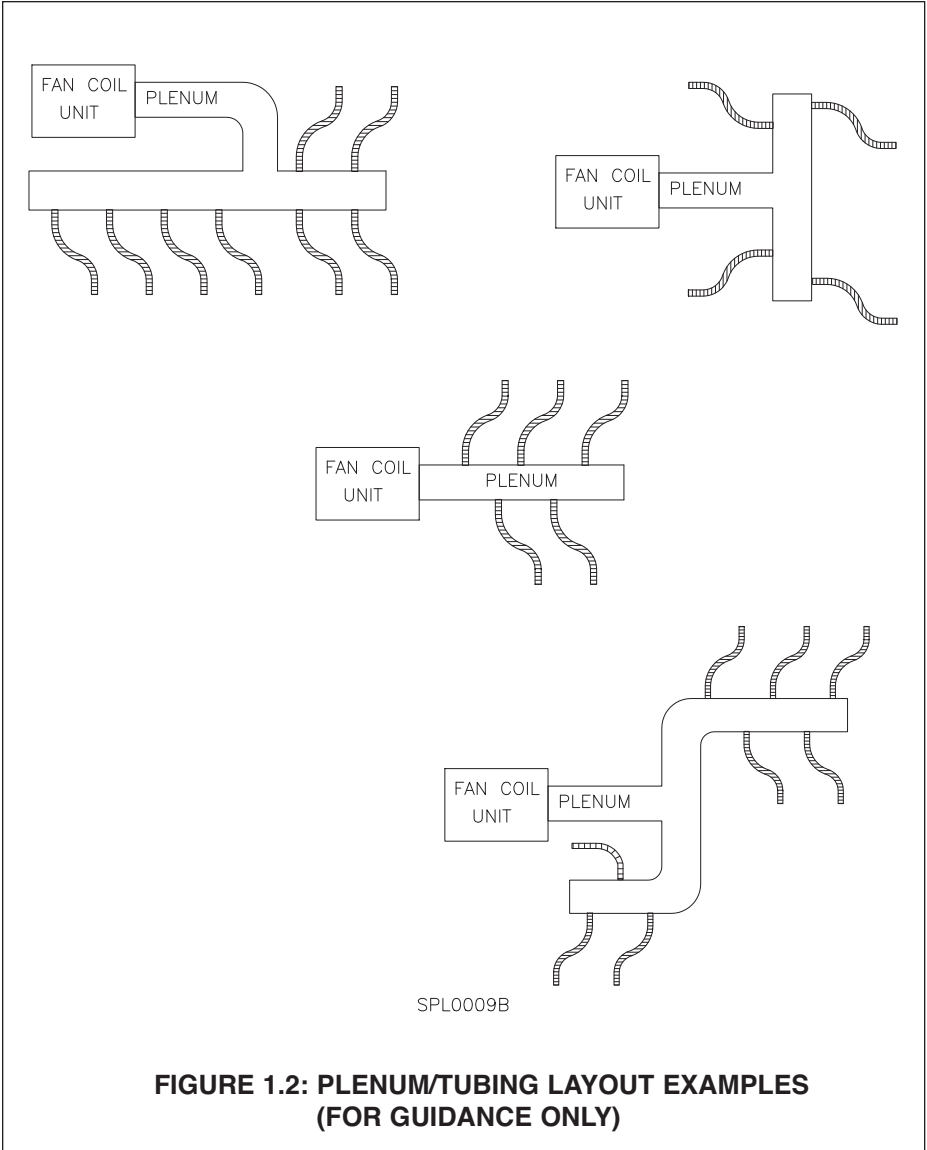 FAN COIL
UNIT
PLENUM
FAN COIL
UNIT
PLENUM
FAN COIL
UNIT
PLENUM
FAN COIL
UNIT
PLENUM
SPL0009B
FIGURE 1.2: PLENUM/TUBING LAYOUT EXAMPLES
(FOR GUIDANCE ONLY)